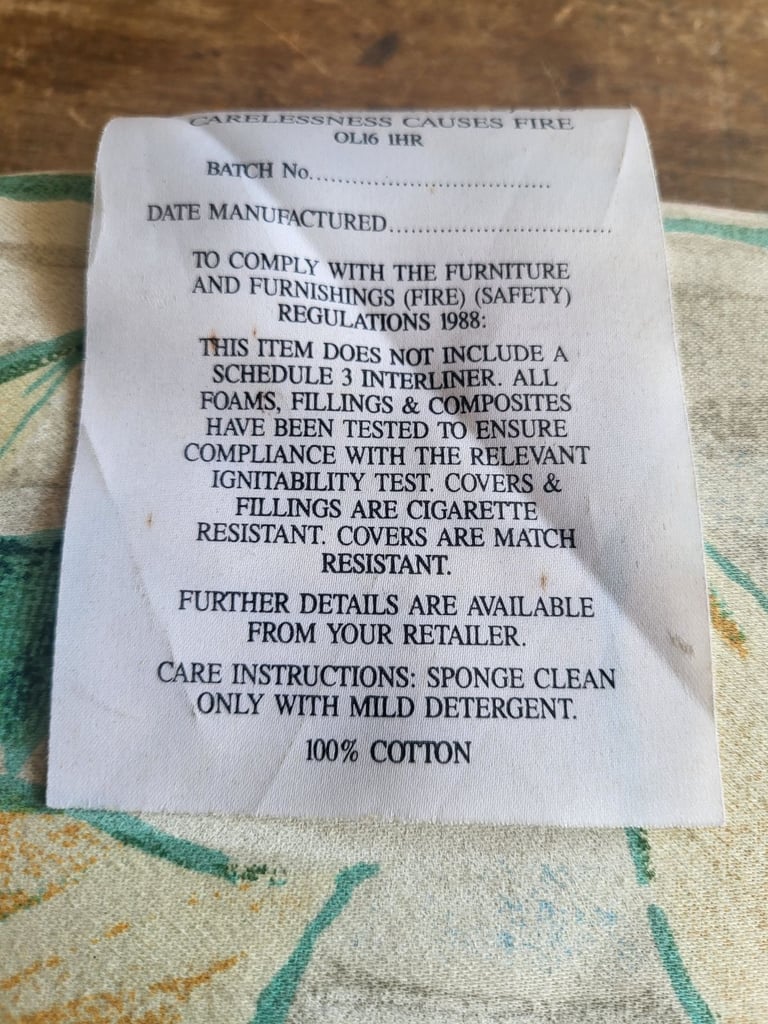 CARELESSNESS CAUSES FIRE
OL16 1HR
BATCH No..........................................
DATE MANUFACTURED.......................................
TO COMPLY WITH THE FURNITURE
AND FURNISHINGS (FIRE) (SAFETY)
REGULATIONS 1988:
THIS ITEM DOES NOT INCLUDE A
SCHEDULE 3 INTERLINER. ALL
FOAMS, FILLINGS & COMPOSITES
HAVE BEEN TESTED TO ENSURE
COMPLIANCE WITH THE RELEVANT
IGNITABILITY TEST. COVERS &
FILLINGS ARE CIGARETTE
RESISTANT. COVERS ARE MATCH
RESISTANT.
FURTHER DETAILS ARE AVAILABLE
FROM YOUR RETAILER.
CARE INSTRUCTIONS: SPONGE CLEAN
ONLY WITH MILD DETERGENT.
100% COTTON